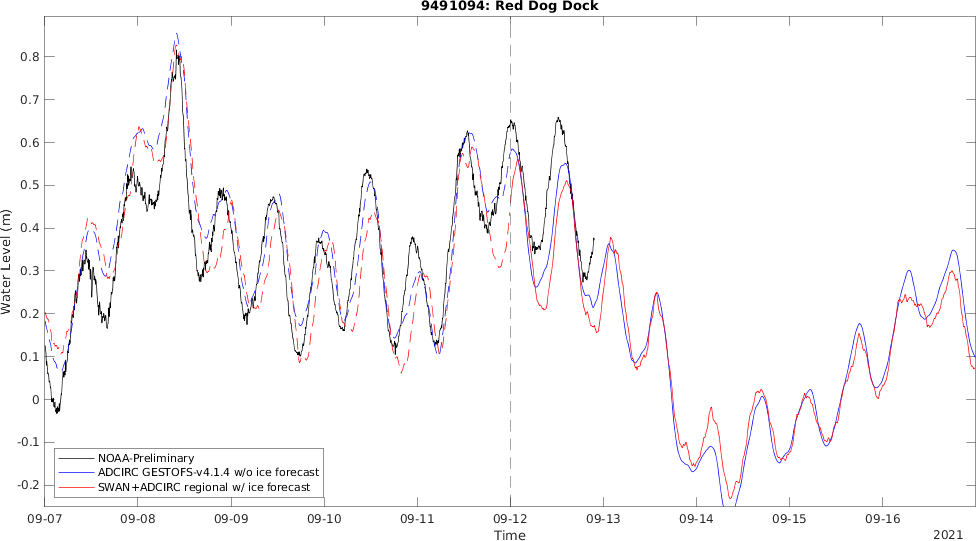 9491094: Red Dog Dock
Water Level (m)
0.8
0.7
0.6
0.5
0.4
0.3
0.2
0.1
0
-0.1
-0.2
NOAA-Preliminary
ADCIRC GESTOFS-v4.1.4 w/o ice forecast
SWAN+ADCIRC regional w/ ice forecast
09-07 09-08 09-09 09-10 09-11 09-12 09-13 09-14 09-15 09-16
Time
2021